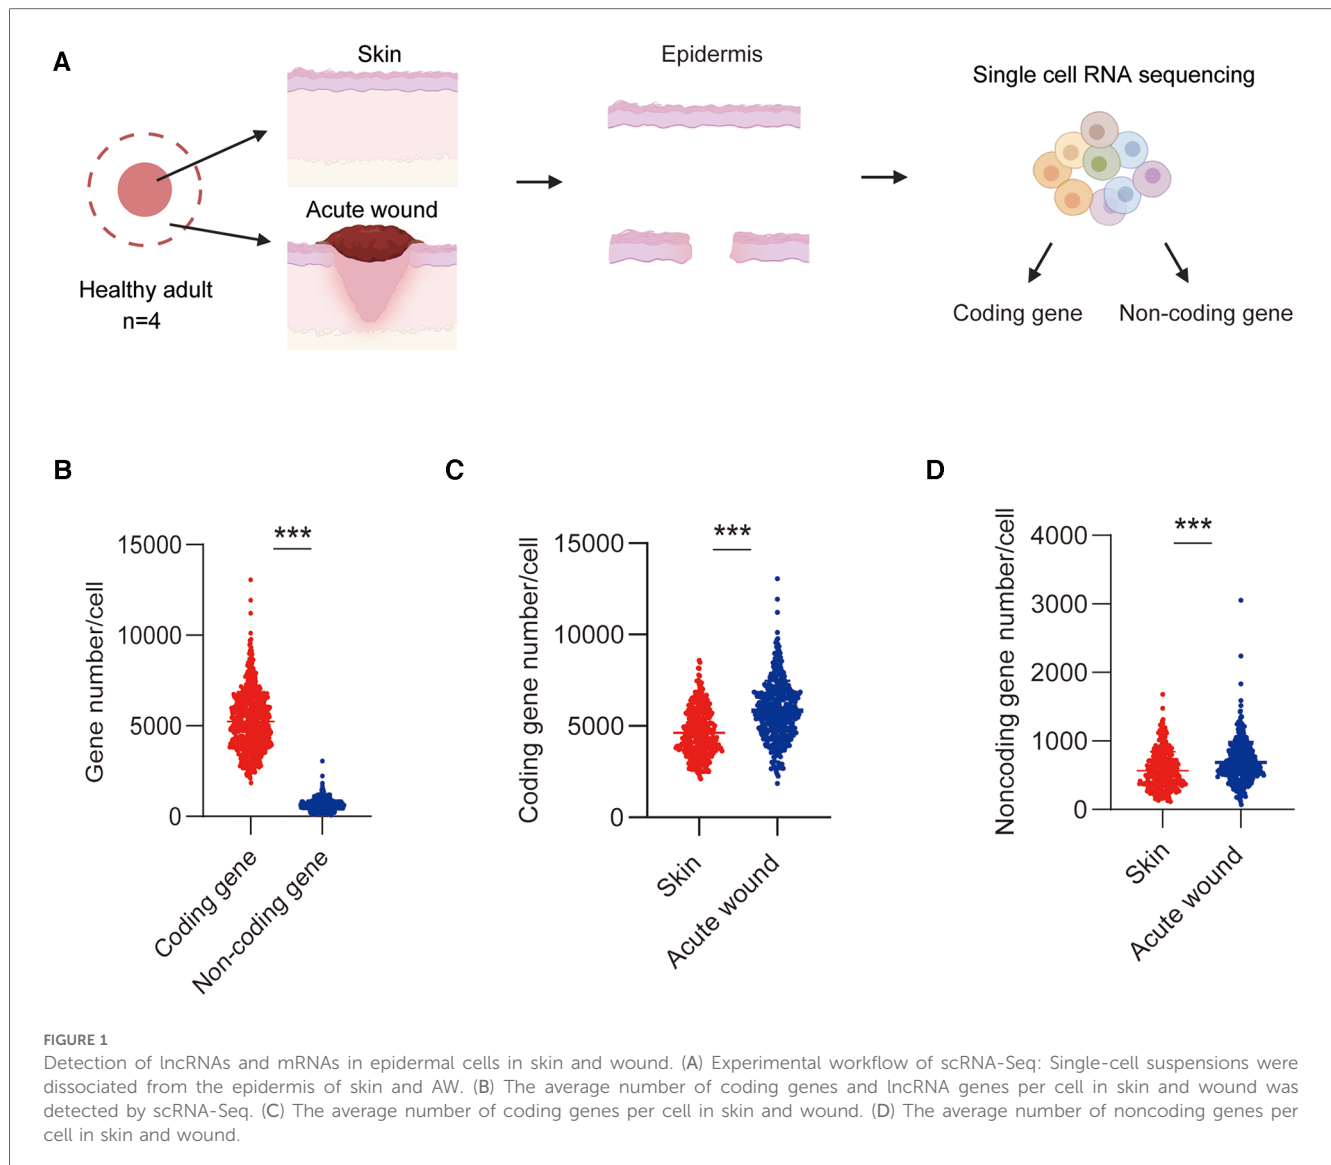 A
Skin
Epidermis
Single cell RNA sequencing
Acute wound
Healthy adult
n=4
Coding gene
Non-coding gene
B
***
15000
10000
5000
0
Gene number/cell
Coding gene
Non-coding gene
C
***
15000
10000
5000
0
Coding gene number/cell
Skin
Acute wound
D
***
4000
3000
2000
1000
0
Noncoding gene number/cell
Skin
Acute wound
FIGURE 1
Detection of lncRNAs and mRNAs in epidermal cells in skin and wound. (A) Experimental workflow of scRNA-Seq: Single-cell suspensions were
dissociated from the epidermis of skin and AW. (B) The average number of coding genes and lncRNA genes per cell in skin and wound was
detected by scRNA-Seq. (C) The average number of coding genes per cell in skin and wound. (D) The average number of noncoding genes per
cell in skin and wound.